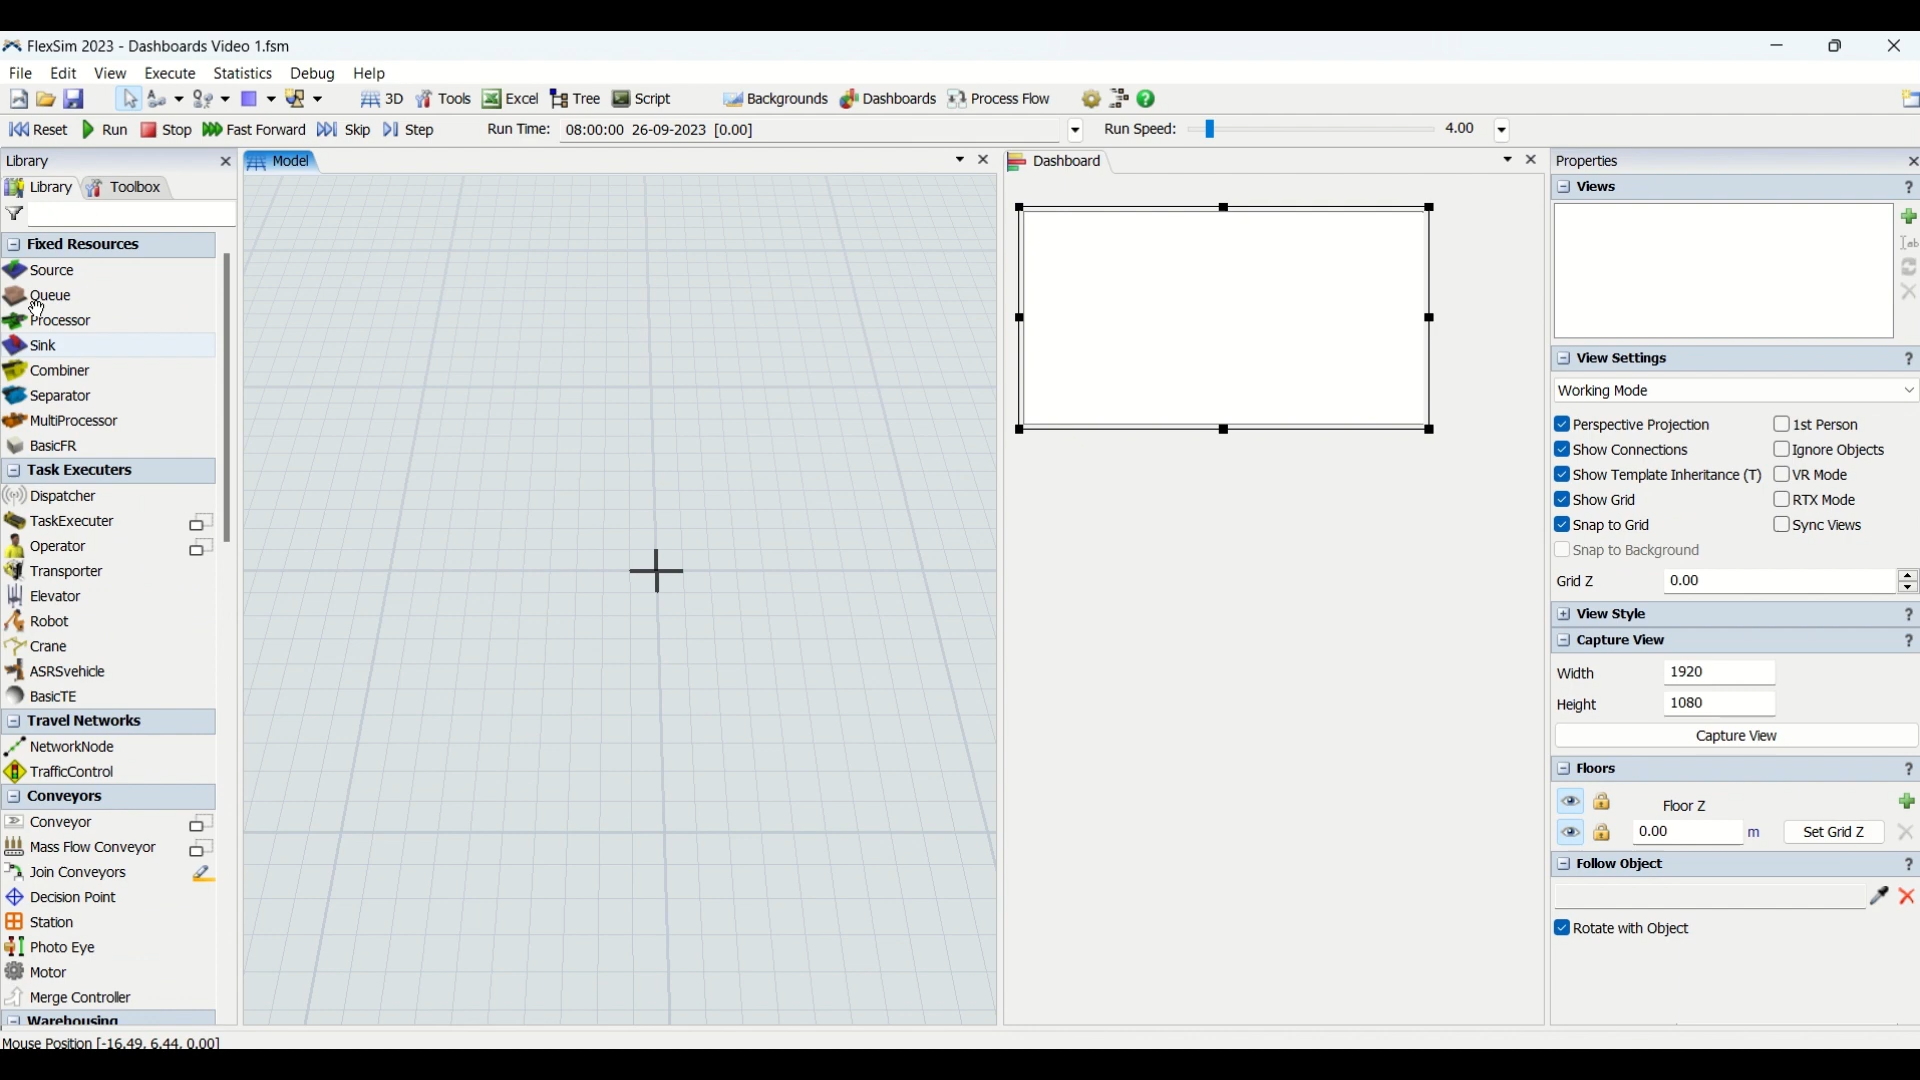 FlexSim 2023 - Dashboards Video 1.fsm
File Edit View Execute Statistics Debug Help
3D Tools Excel Tree Script Backgrounds Dashboards Process Flow
Reset Run Stop Fast Forward Skip Step Run Time: 08:00:00 26-09-2023 [0.00] Run Speed: 4.00
Library
Library Toolbox
Fixed Resources
Source
Queue
Processor
Sink
Combiner
Separator
MultiProcessor
BasicFR
Task Executers
Dispatcher
TaskExecuter
Operator
Transporter
Elevator
Robot
Crane
ASRSvehicle
BasicTE
Travel Networks
NetworkNode
TrafficControl
Conveyors
Conveyor
Mass Flow Conveyor
Join Conveyors
Decision Point
Station
Photo Eye
Motor
Merge Controller
Warehousing
Mouse Position [-16.49, 6.44, 0.00]
Model
Dashboard
Properties
Views
View Settings
Working Mode
Perspective Projection 1st Person
Show Connections Ignore Objects
Show Template Inheritance (T) VR Mode
Show Grid RTX Mode
Snap to Grid Sync Views
Snap to Background
Grid Z 0.00
View Style
Capture View
Width 1920
Height 1080
Capture View
Floors
Floor Z
0.00 m Set Grid Z
Follow Object
Rotate with Object